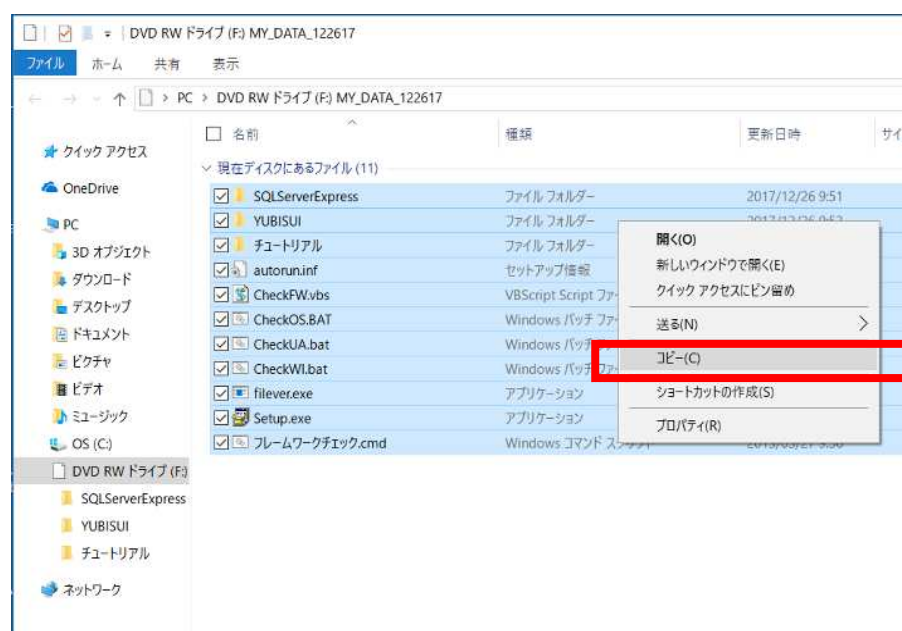 DVD RW ドライブ (F:) MY_DATA_122617
ファイル ホーム 共有 表示
PC > DVD RW ドライブ (F:) MY_DATA_122617
名前 種類 更新日時 サイ
クイック アクセス
OneDrive
PC
3D オブジェクト
ダウンロード
デスクトップ
ドキュメント
ピクチャ
ビデオ
ミュージック
OS (C:)
DVD RW ドライブ (F:)
SQLServerExpress
YUBISUI
チュートリアル
ネットワーク
現在ディスクにあるファイル (11)
SQLServerExpress ファイル フォルダー 2017/12/26 9:51
YUBISUI ファイル フォルダー
チュートリアル ファイル フォルダー
autorun.inf セットアップ情報
CheckFW.vbs VBScript Script ファ
CheckOS.BAT Windows バッチ ファ
CheckUA.bat Windows バッチ ファ
CheckWI.bat Windows バッチ ファ
filever.exe アプリケーション
Setup.exe アプリケーション
フレームワークチェック.cmd Windows コマンド
開く(O)
新しいウィンドウで開く(E)
クイック アクセスにピン留め
送る(N)
コピー(C)
ショートカットの作成(S)
プロパティ(R)